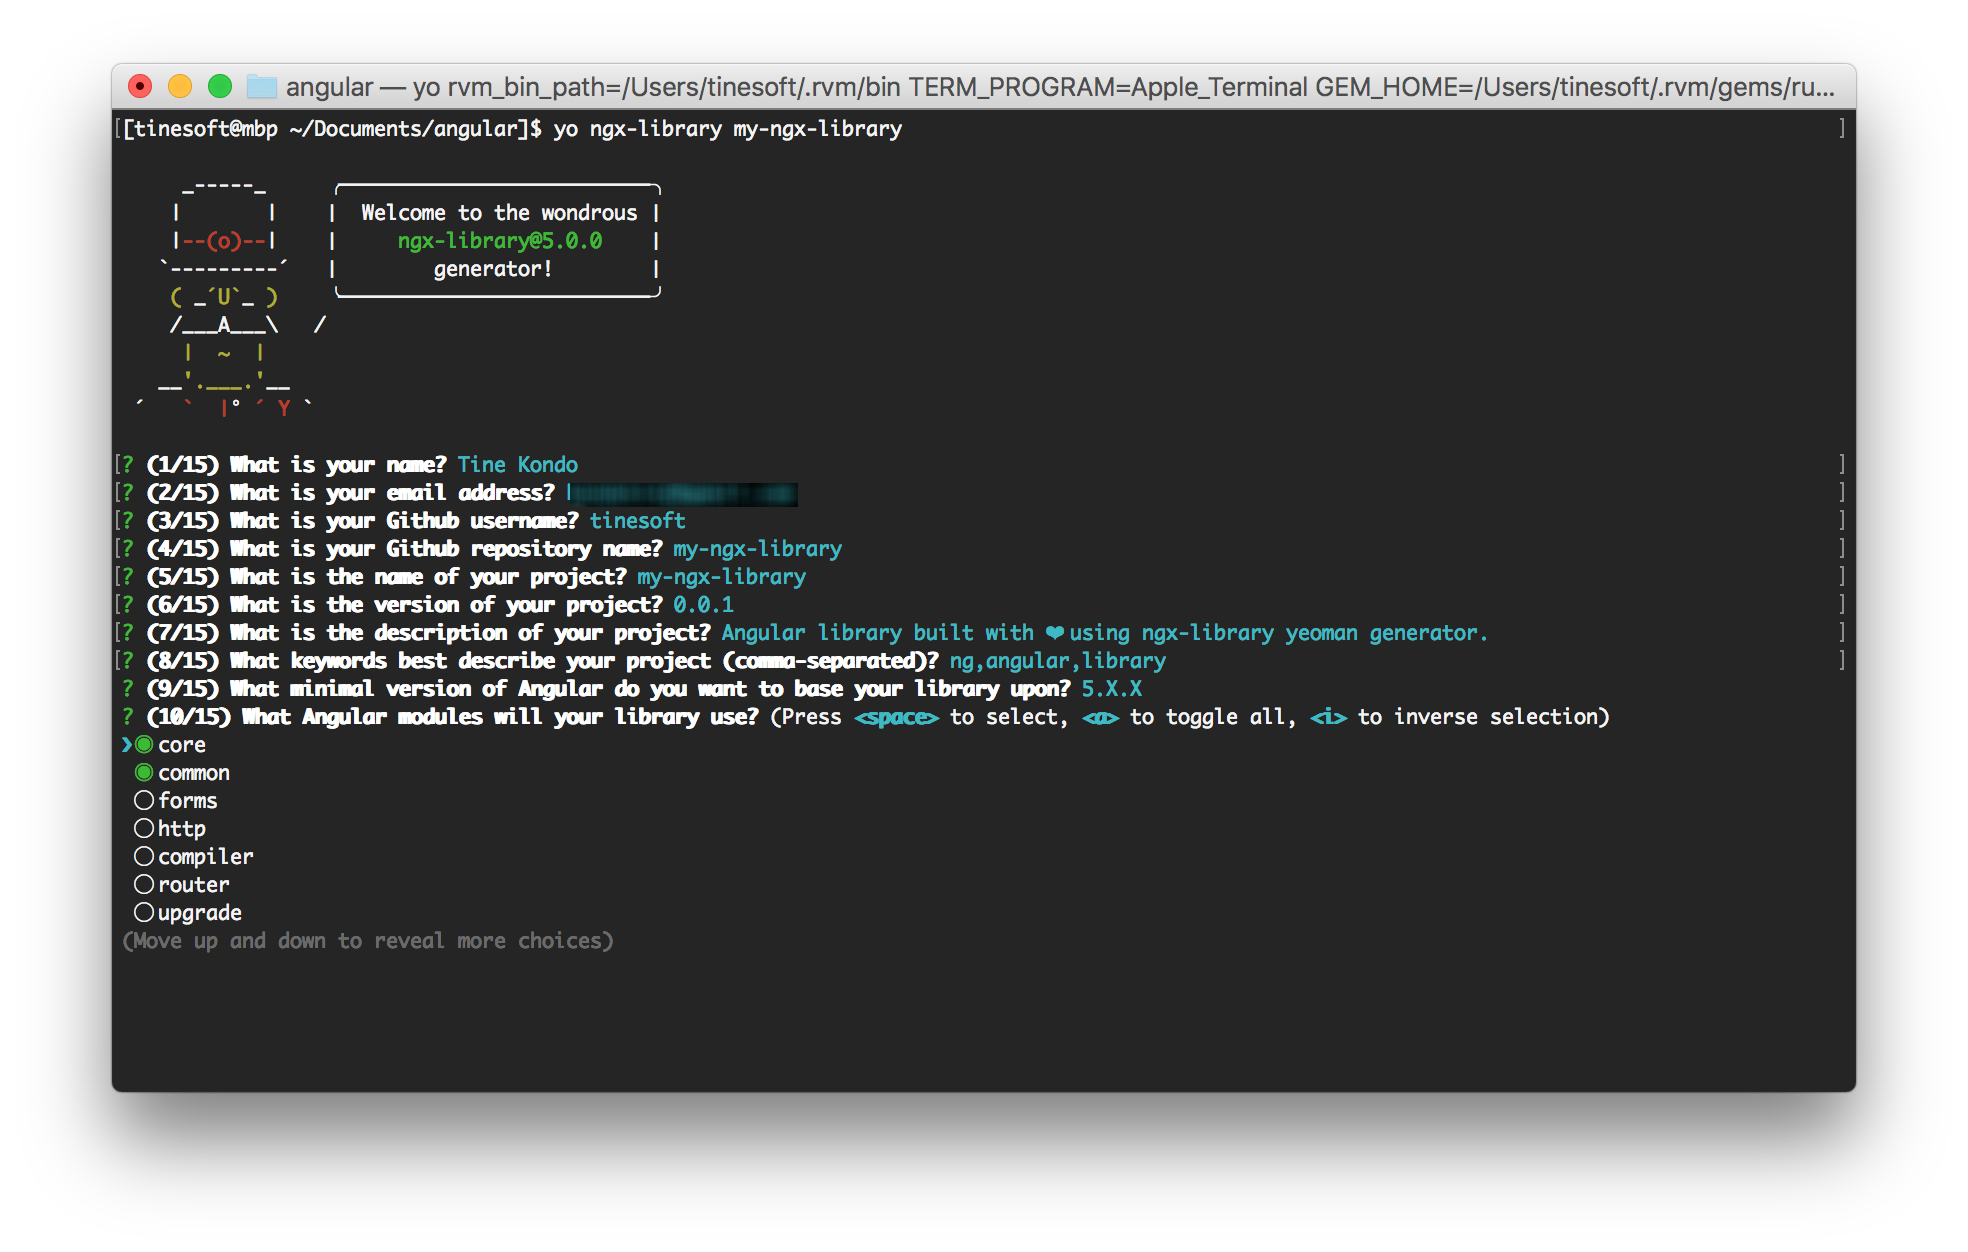 angular — yo rvm_bin_path=/Users/tinesoft/.rvm/bin TERM_PROGRAM=Apple_Terminal GEM_HOME=/Users/tinesoft/.rvm/gems/ru...
[[tinesoft@mbp ~/Documents/angular]$ yo ngx-library my-ngx-library ]
     _-----_     ╭──────────────────────────╮
    |       |    |  Welcome to the wondrous |
    |--(o)--|    |     ngx-library@5.0.0    |
   `---------´   |        generator!        |
    ( _´U`_ )    ╰──────────────────────────╯
    /___A___\   /
     |  ~  |
   __'.___.'__
 ´   `  |° ´ Y `
[? (1/15) What is your name? Tine Kondo ]
[? (2/15) What is your email address? ]
[? (3/15) What is your Github username? tinesoft ]
[? (4/15) What is your Github repository name? my-ngx-library ]
[? (5/15) What is the name of your project? my-ngx-library ]
[? (6/15) What is the version of your project? 0.0.1 ]
[? (7/15) What is the description of your project? Angular library built with ❤ using ngx-library yeoman generator. ]
[? (8/15) What keywords best describe your project (comma-separated)? ng,angular,library ]
? (9/15) What minimal version of Angular do you want to base your library upon? 5.X.X
? (10/15) What Angular modules will your library use? (Press <space> to select, <a> to toggle all, <i> to inverse selection)
❯◉ core
◉ common
◯ forms
◯ http
◯ compiler
◯ router
◯ upgrade
(Move up and down to reveal more choices)